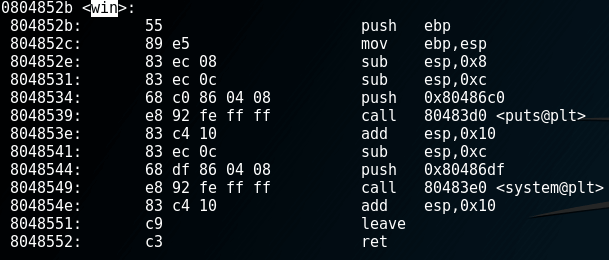 0804852b <win>:
 804852b:	55	push   ebp
 804852c:	89 e5	mov    ebp,esp
 804852e:	83 ec 08	sub    esp,0x8
 8048531:	83 ec 0c	sub    esp,0xc
 8048534:	68 c0 86 04 08	push   0x80486c0
 8048539:	e8 92 fe ff ff	call   80483d0 <puts@plt>
 804853e:	83 c4 10	add    esp,0x10
 8048541:	83 ec 0c	sub    esp,0xc
 8048544:	68 df 86 04 08	push   0x80486df
 8048549:	e8 92 fe ff ff	call   80483e0 <system@plt>
 804854e:	83 c4 10	add    esp,0x10
 8048551:	c9	leave
 8048552:	c3	ret